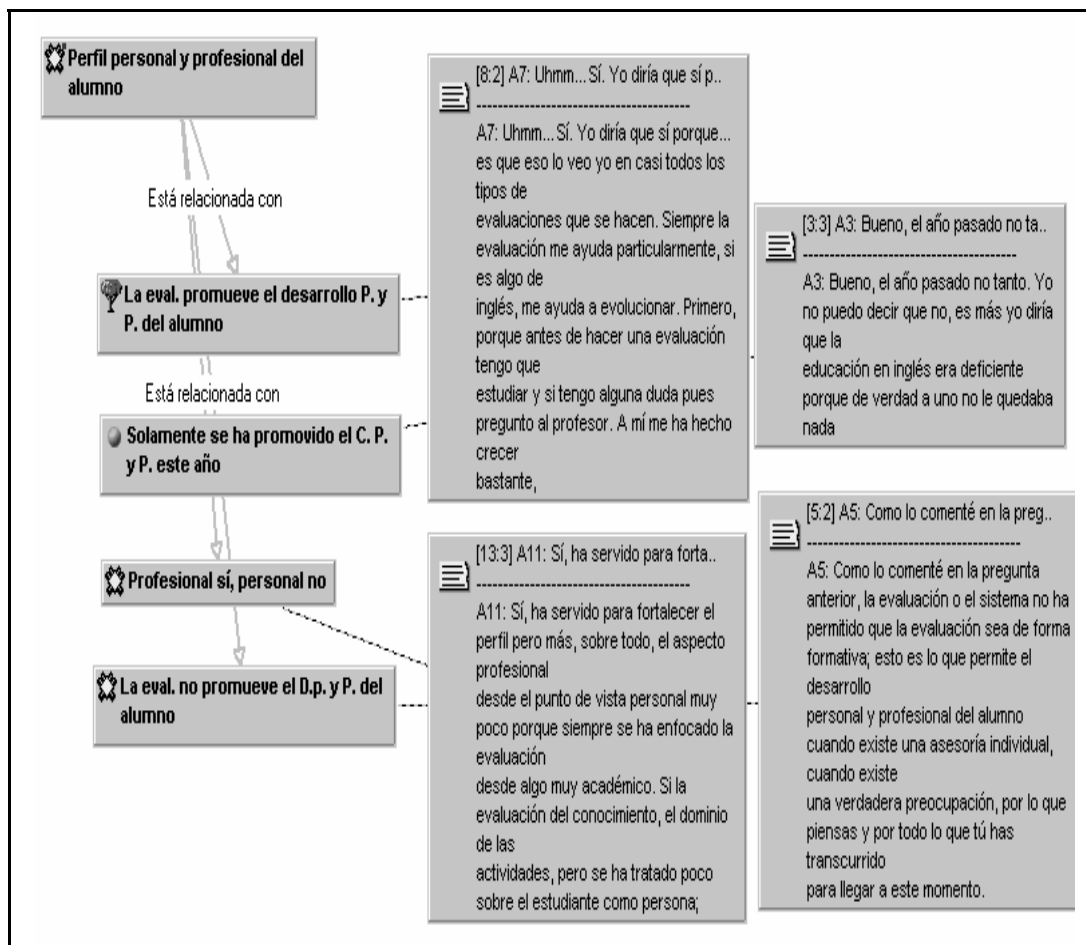 Perfil personal y profesional del
alumno
Está relacionada con
La eval. promueve el desarrollo P. y
P. del alumno
Está relacionada con
Solamente se ha promovido el C. P.
y P. este año
Profesional sí, personal no
La eval. no promueve el D.p. y P. del
alumno
[8:2] A7: Uhmm... Sí. Yo diría que sí p..
----------------------------------------
A7: Uhmm... Sí. Yo diría que sí porque...
es que eso lo veo yo en casi todos los
tipos de
evaluaciones que se hacen. Siempre la
evaluación me ayuda particularmente, si
es algo de
inglés, me ayuda a evolucionar. Primero,
porque antes de hacer una evaluación
tengo que
estudiar y si tengo alguna duda pues
pregunto al profesor. A mí me ha hecho
crecer
bastante,
[3:3] A3: Bueno, el año pasado no ta..
----------------------------------------
A3: Bueno, el año pasado no tanto. Yo
no puedo decir que no, es más yo diría
que la
educación en inglés era deficiente
porque de verdad a uno no le quedaba
nada
[13:3] A11: Sí, ha servido para forta..
----------------------------------------
A11: Sí, ha servido para fortalecer el
perfil pero más, sobre todo, el aspecto
profesional
desde el punto de vista personal muy
poco porque siempre se ha enfocado la
evaluación
desde algo muy académico. Si la
evaluación del conocimiento, el dominio
de las
actividades, pero se ha tratado poco
sobre el estudiante como persona;
[5:2] A5: Como lo comenté en la preg..
----------------------------------------
A5: Como lo comenté en la pregunta
anterior, la evaluación o el sistema no ha
permitido que la evaluación sea de forma
formativa; esto es lo que permite el
desarrollo
personal y profesional del alumno
cuando existe una asesoría individual,
cuando existe
una verdadera preocupación, por lo que
piensas y por todo lo que tú has
transcurrido
para llegar a este momento.